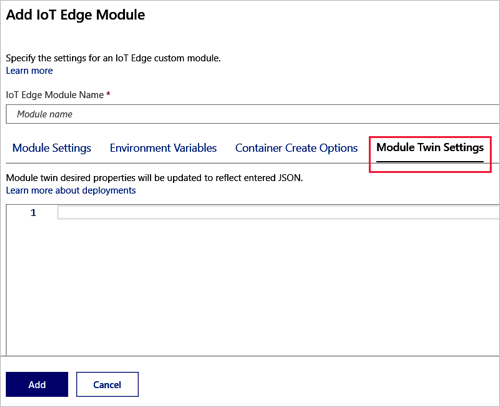 Add IoT Edge Module
Specify the settings for an IoT Edge custom module.
Learn more
IoT Edge Module Name *
Module name
Module Settings Environment Variables Container Create Options Module Twin Settings
Module twin desired properties will be updated to reflect entered JSON.
Learn more about deployments
1
Add Cancel